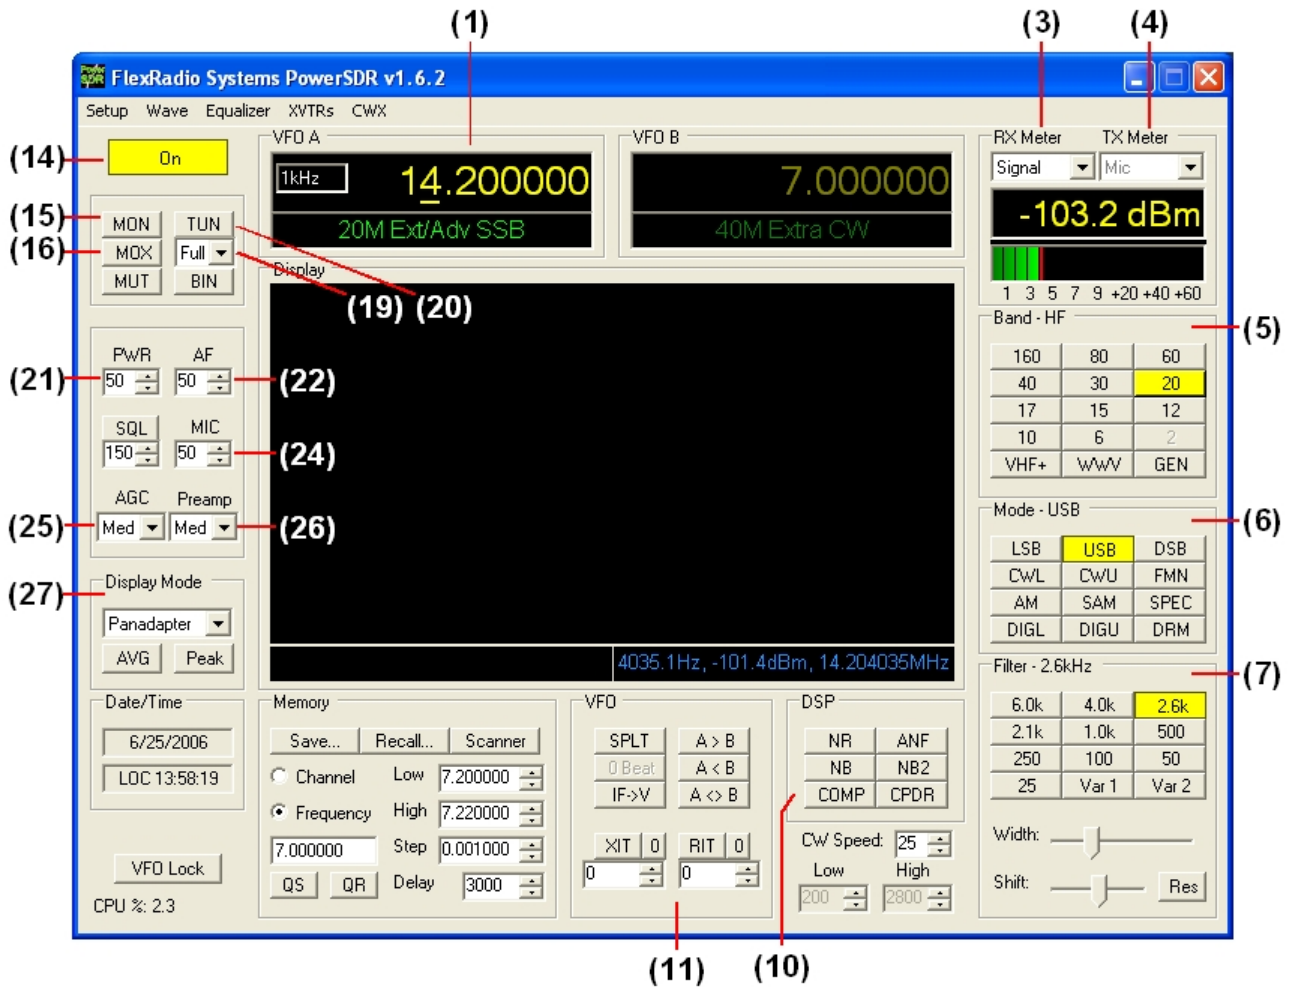 (1)
(3)
(4)
FlexRadio Systems PowerSDR v1.6.2
Setup Wave Equalizer XVTRs CWX
(14)
On
VFO A
1kHz
14.200000
20M Ext/Adv SSB
VFO B
7.000000
40M Extra CW
RX Meter TX Meter
Signal Mic
-103.2 dBm
1 3 5 7 9 +20 +40 +60
(15)
(16)
MON TUN
MOX Full
MUT BIN
Display
(19) (20)
4035.1Hz, -101.4dBm, 14.204035MHz
(5)
Band - HF
160 80 60
40 30 20
17 15 12
10 6 2
VHF+ WWV GEN
(21)
PWR AF
50 50
(22)
SQL MIC
150 50
(24)
AGC Preamp
(25)
Med Med
(26)
(6)
Mode - USB
LSB USB DSB
CWL CWU FMN
AM SAM SPEC
DIGL DIGU DRM
(27)
Display Mode
Panadapter
AVG Peak
(7)
Filter - 2.6kHz
6.0k 4.0k 2.6k
2.1k 1.0k 500
250 100 50
25 Var 1 Var 2
Width:
Shift:
Res
Date/Time
6/25/2006
LOC 13:58:19
VFO Lock
CPU %: 2.3
Memory
Save... Recall... Scanner
Channel Low 7.200000
Frequency High 7.220000
7.000000 Step 0.001000
QS QR Delay 3000
VFO
SPLT A > B
0 Beat A < B
IF->V A <> B
XIT 0 RIT 0
0 0
DSP
NR ANF
NB NB2
COMP CPDR
CW Speed: 25
Low High
200 2800
(11)
(10)